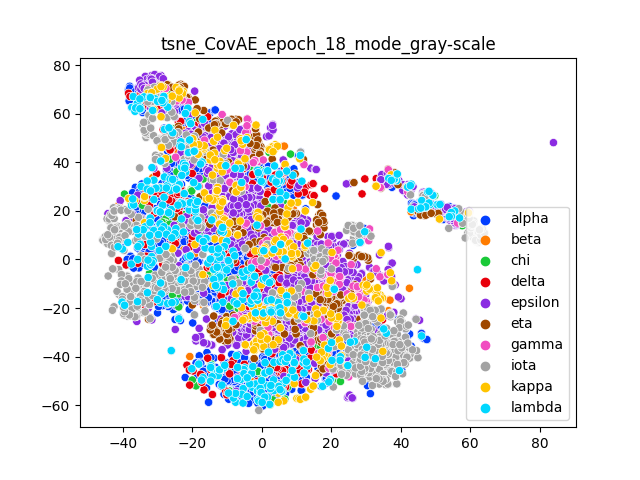 tsne_CovAE_epoch_18_mode_gray-scale
80
60
40
20
0
−20
−40
−60
−40
−20
0
20
40
60
80
alpha
beta
chi
delta
epsilon
eta
gamma
iota
kappa
lambda